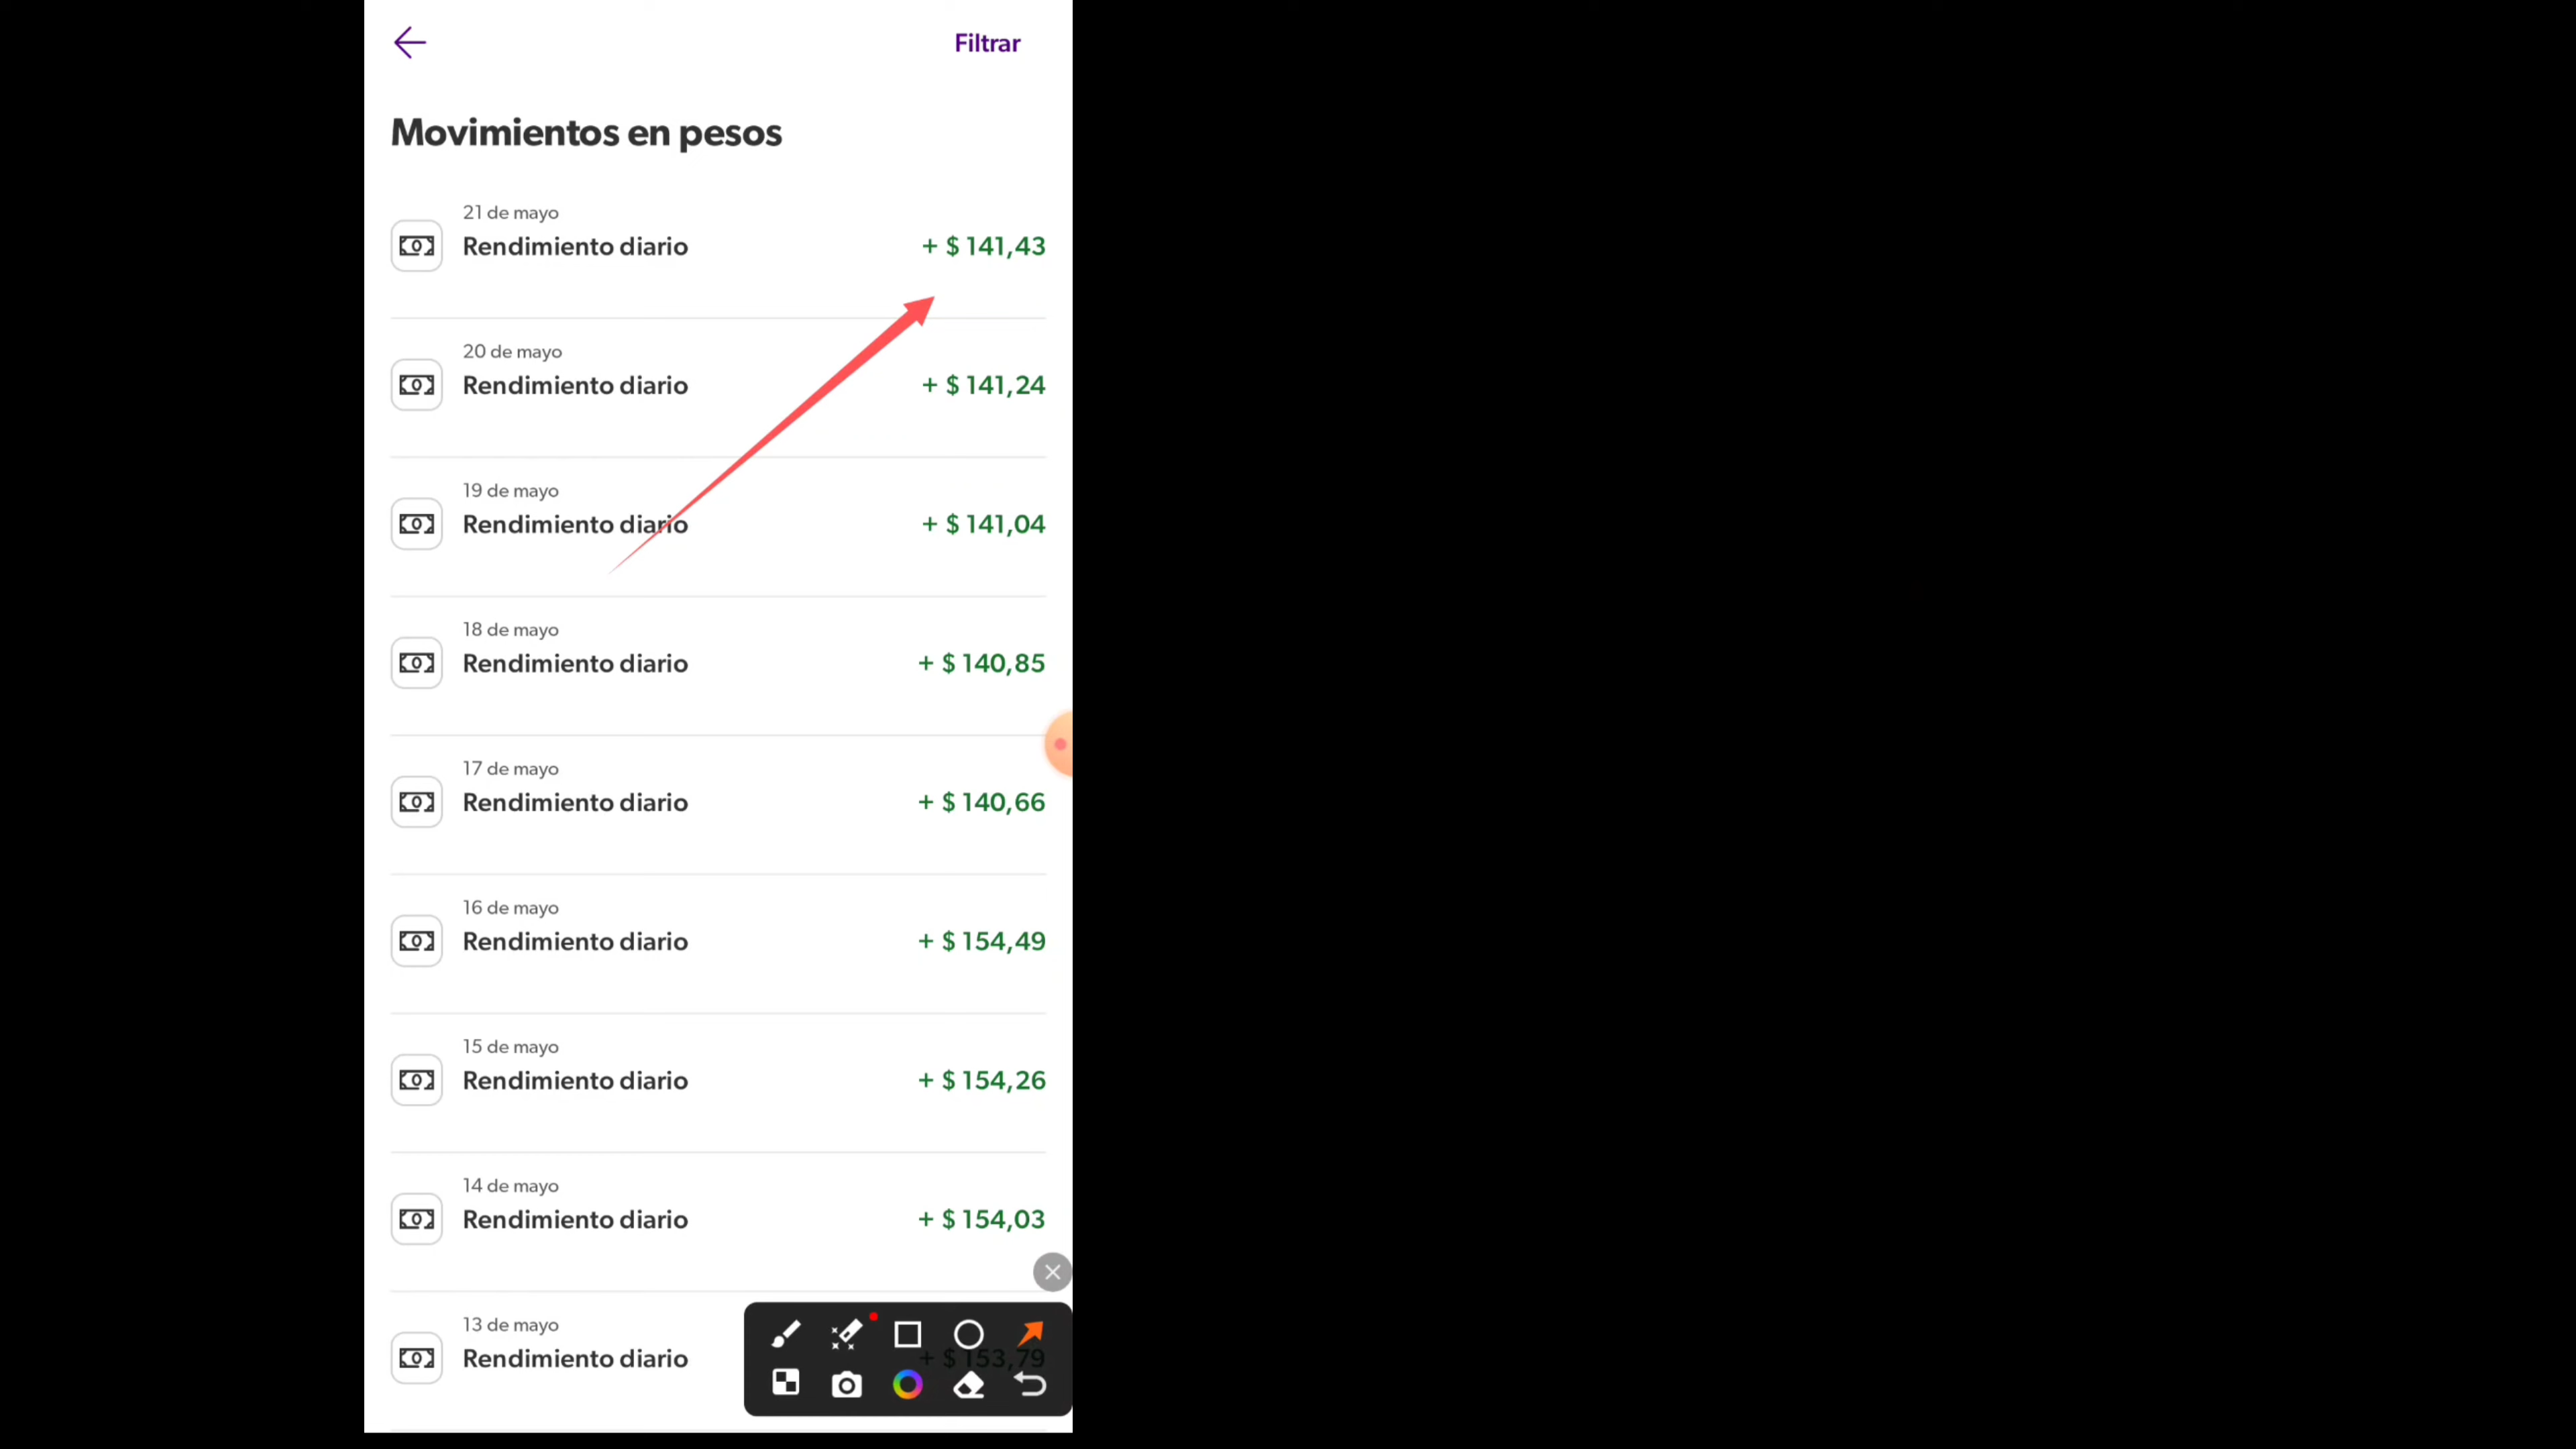 Filtrar
Movimientos en pesos
21 de mayo
Rendimiento diario + $ 141,43
20 de mayo
Rendimiento diario + $ 141,24
19 de mayo
Rendimiento diario + $ 141,04
18 de mayo
Rendimiento diario + $ 140,85
17 de mayo
Rendimiento diario + $ 140,66
16 de mayo
Rendimiento diario + $ 154,49
15 de mayo
Rendimiento diario + $ 154,26
14 de mayo
Rendimiento diario + $ 154,03
13 de mayo
Rendimiento diario + $ 153,79